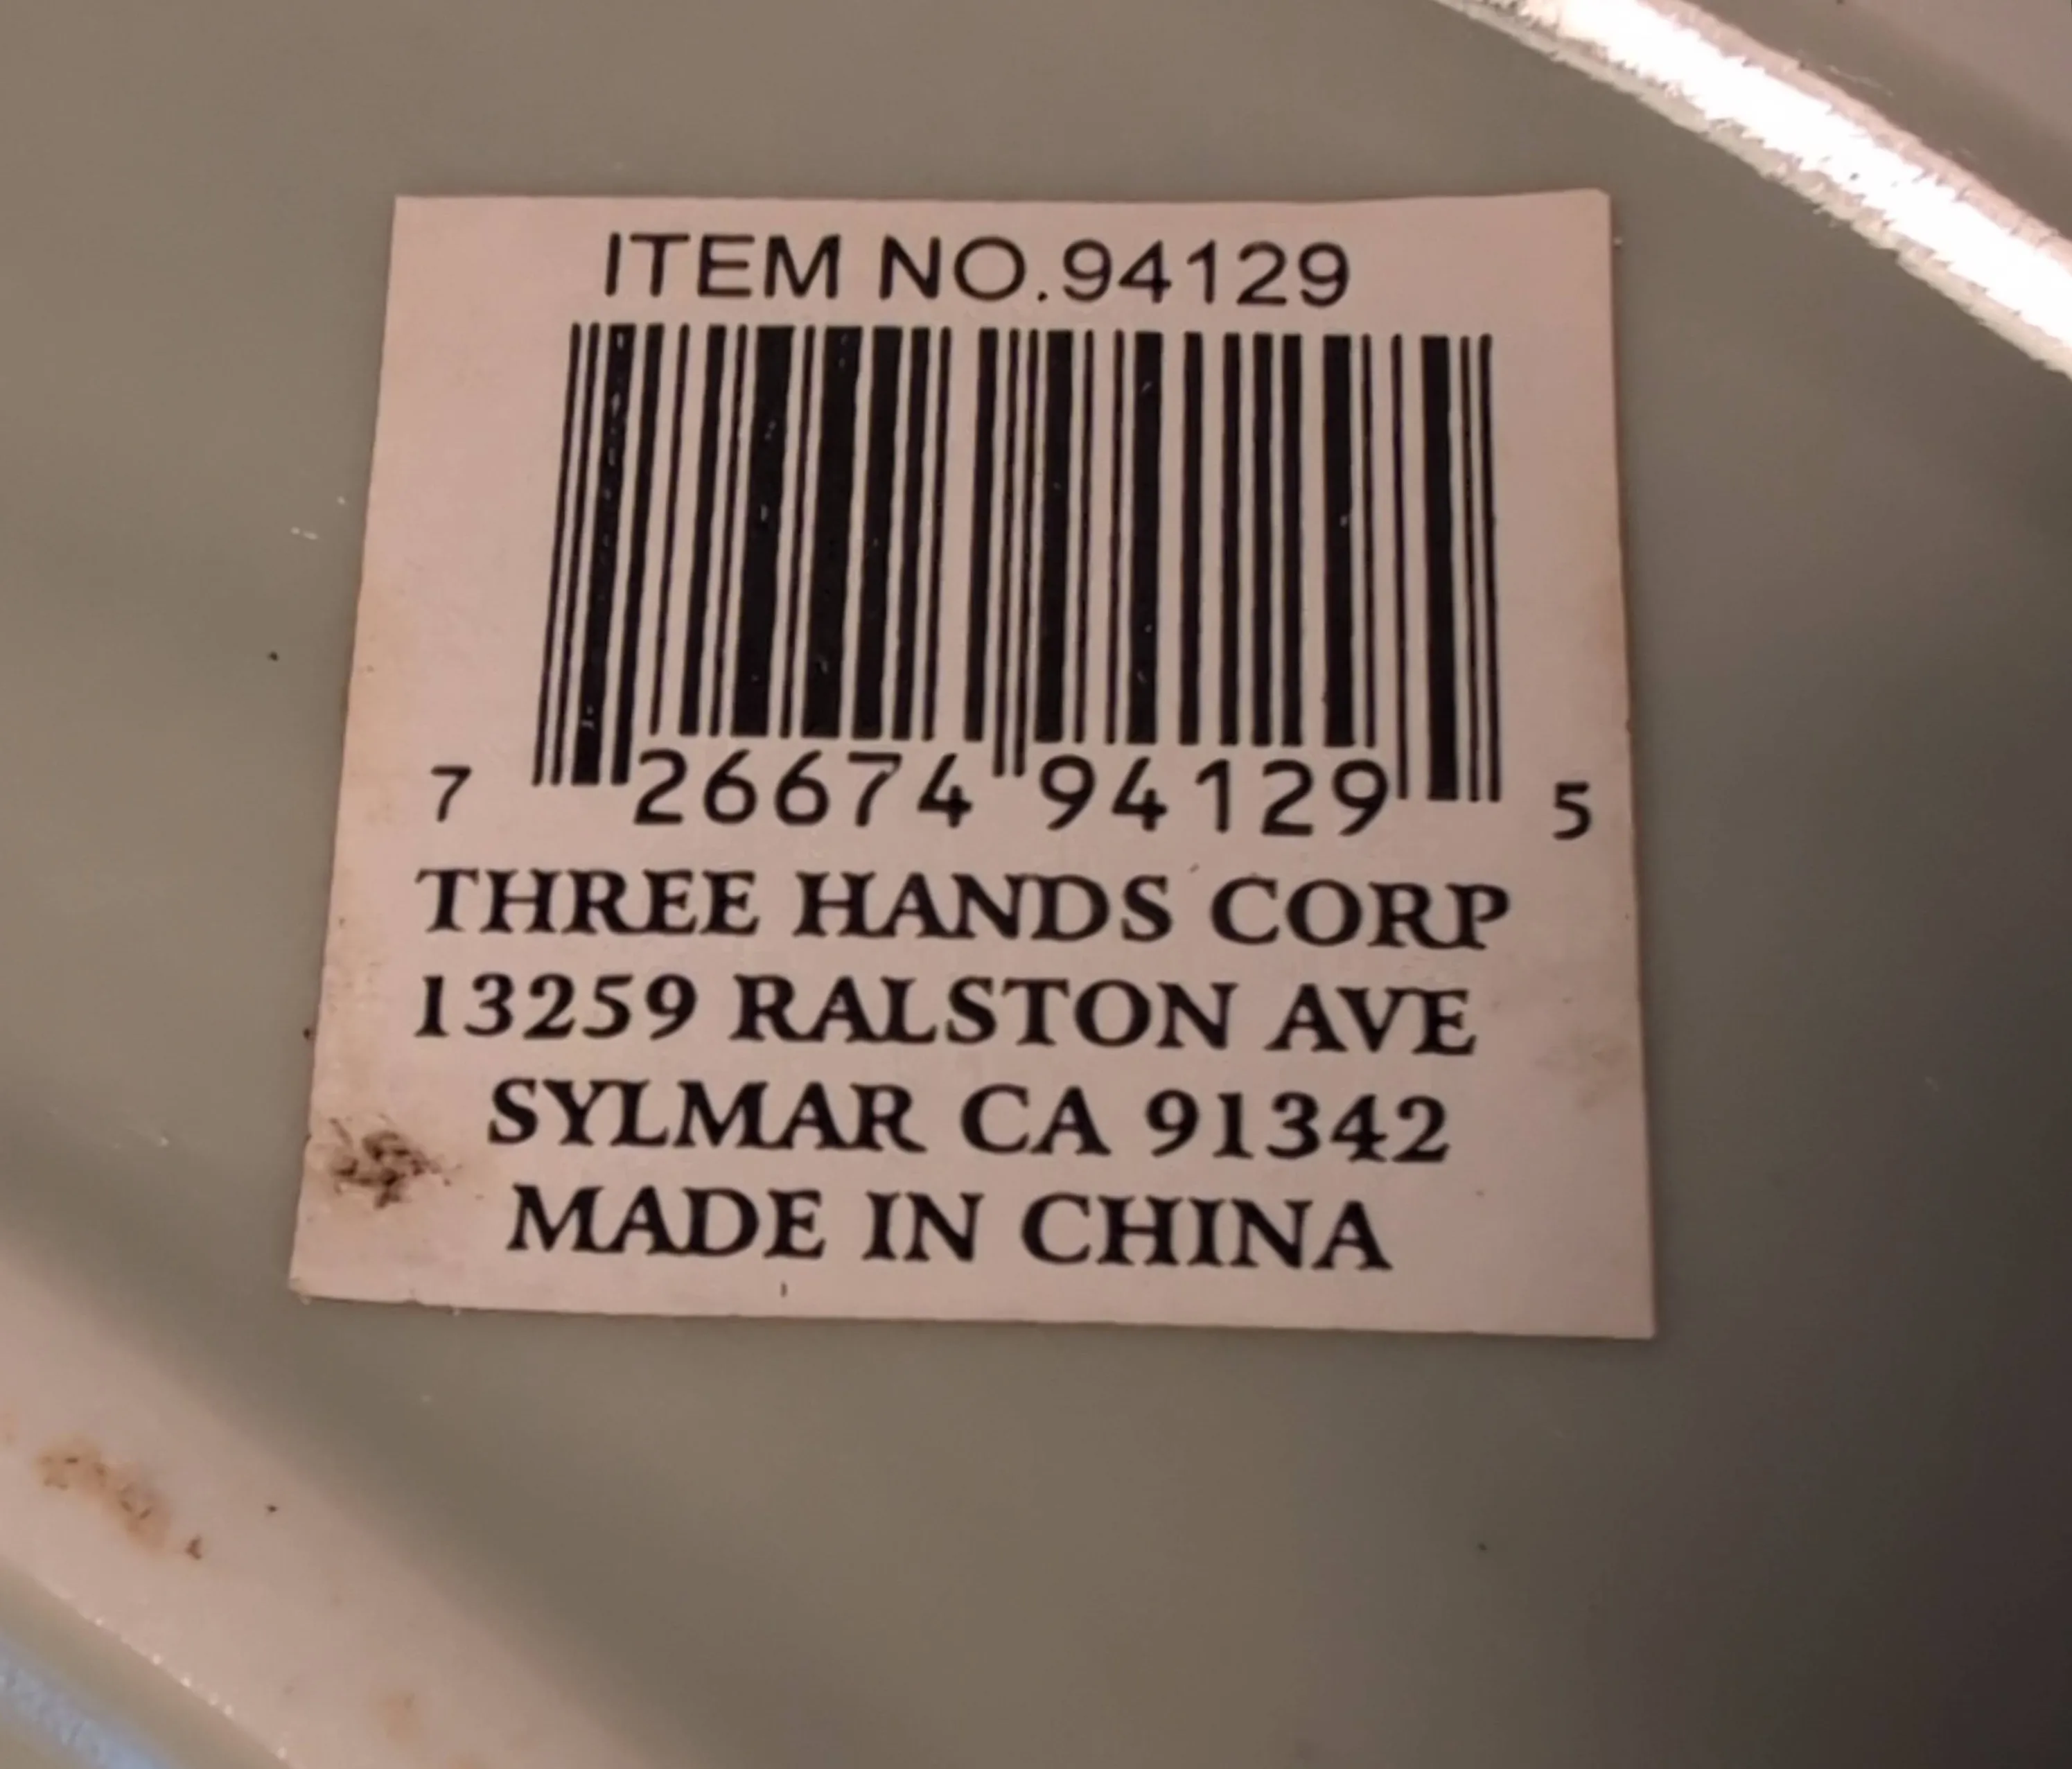 ITEM NO.94129
7 26674 94129 5
THREE HANDS CORP
13259 RALSTON AVE
SYLMAR CA 91342
MADE IN CHINA